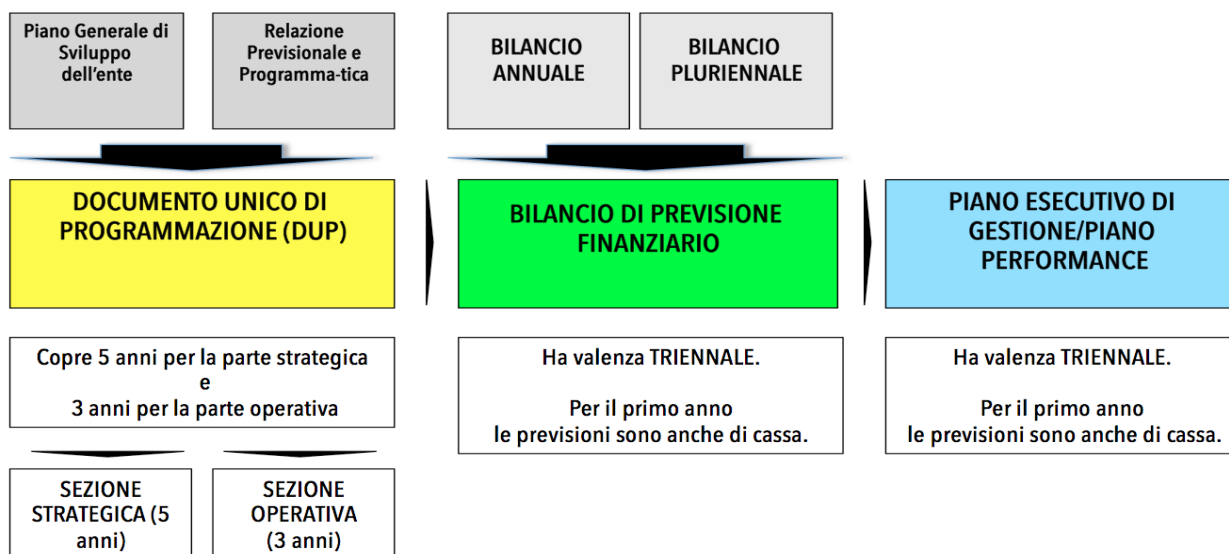 Piano Generale di
Sviluppo
dell'ente
Relazione
Previsionale e
Programma-tica
BILANCIO
ANNUALE
BILANCIO
PLURIENNALE
DOCUMENTO UNICO DI
PROGRAMMAZIONE (DUP)
BILANCIO DI PREVISIONE
FINANZIARIO
PIANO ESECUTIVO DI
GESTIONE/PIANO
PERFORMANCE
Copre 5 anni per la parte strategica
e
3 anni per la parte operativa
Ha valenza TRIENNALE.
Per il primo anno
le previsioni sono anche di cassa.
Ha valenza TRIENNALE.
Per il primo anno
le previsioni sono anche di cassa.
SEZIONE
STRATEGICA (5
anni)
SEZIONE
OPERATIVA
(3 anni)